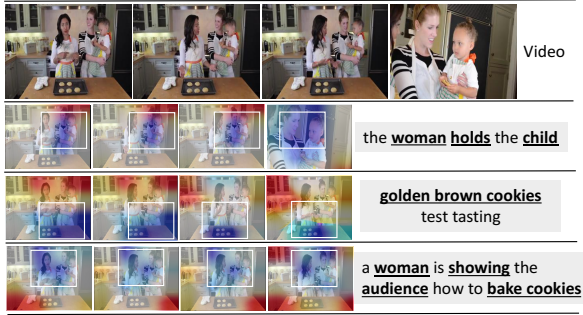 Video
the woman holds the child
golden brown cookies
test tasting
a woman is showing the
audience how to bake cookies